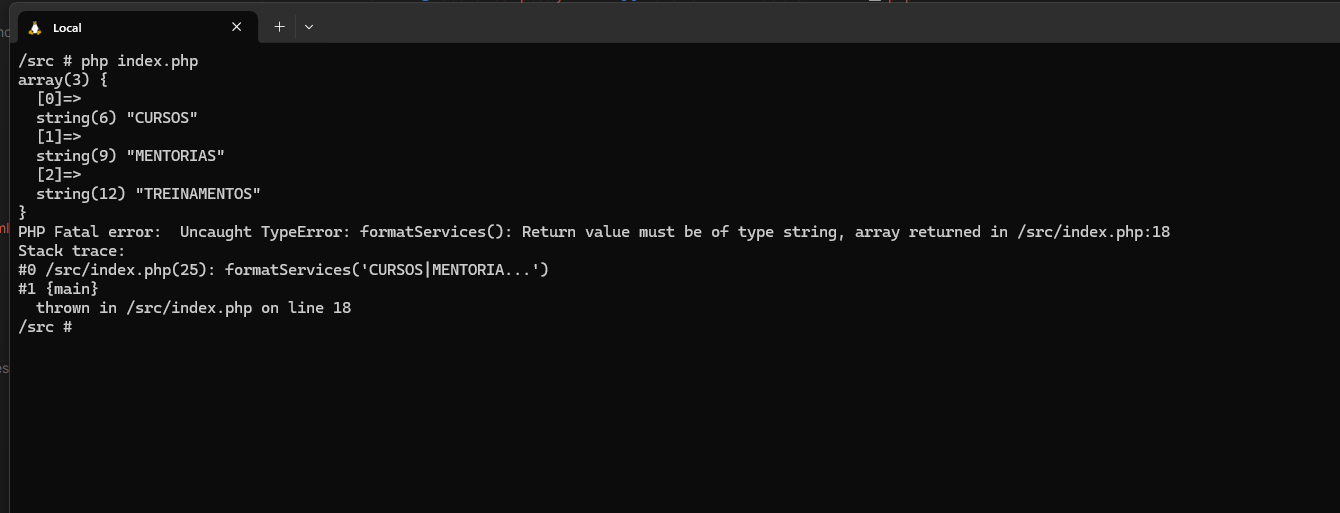 Local
/src # php index.php
array(3) {
  [0]=>
  string(6) "CURSOS"
  [1]=>
  string(9) "MENTORIAS"
  [2]=>
  string(12) "TREINAMENTOS"
}
PHP Fatal error:  Uncaught TypeError: formatServices(): Return value must be of type string, array returned in /src/index.php:18
Stack trace:
#0 /src/index.php(25): formatServices('CURSOS|MENTORIA...')
#1 {main}
  thrown in /src/index.php on line 18
/src #